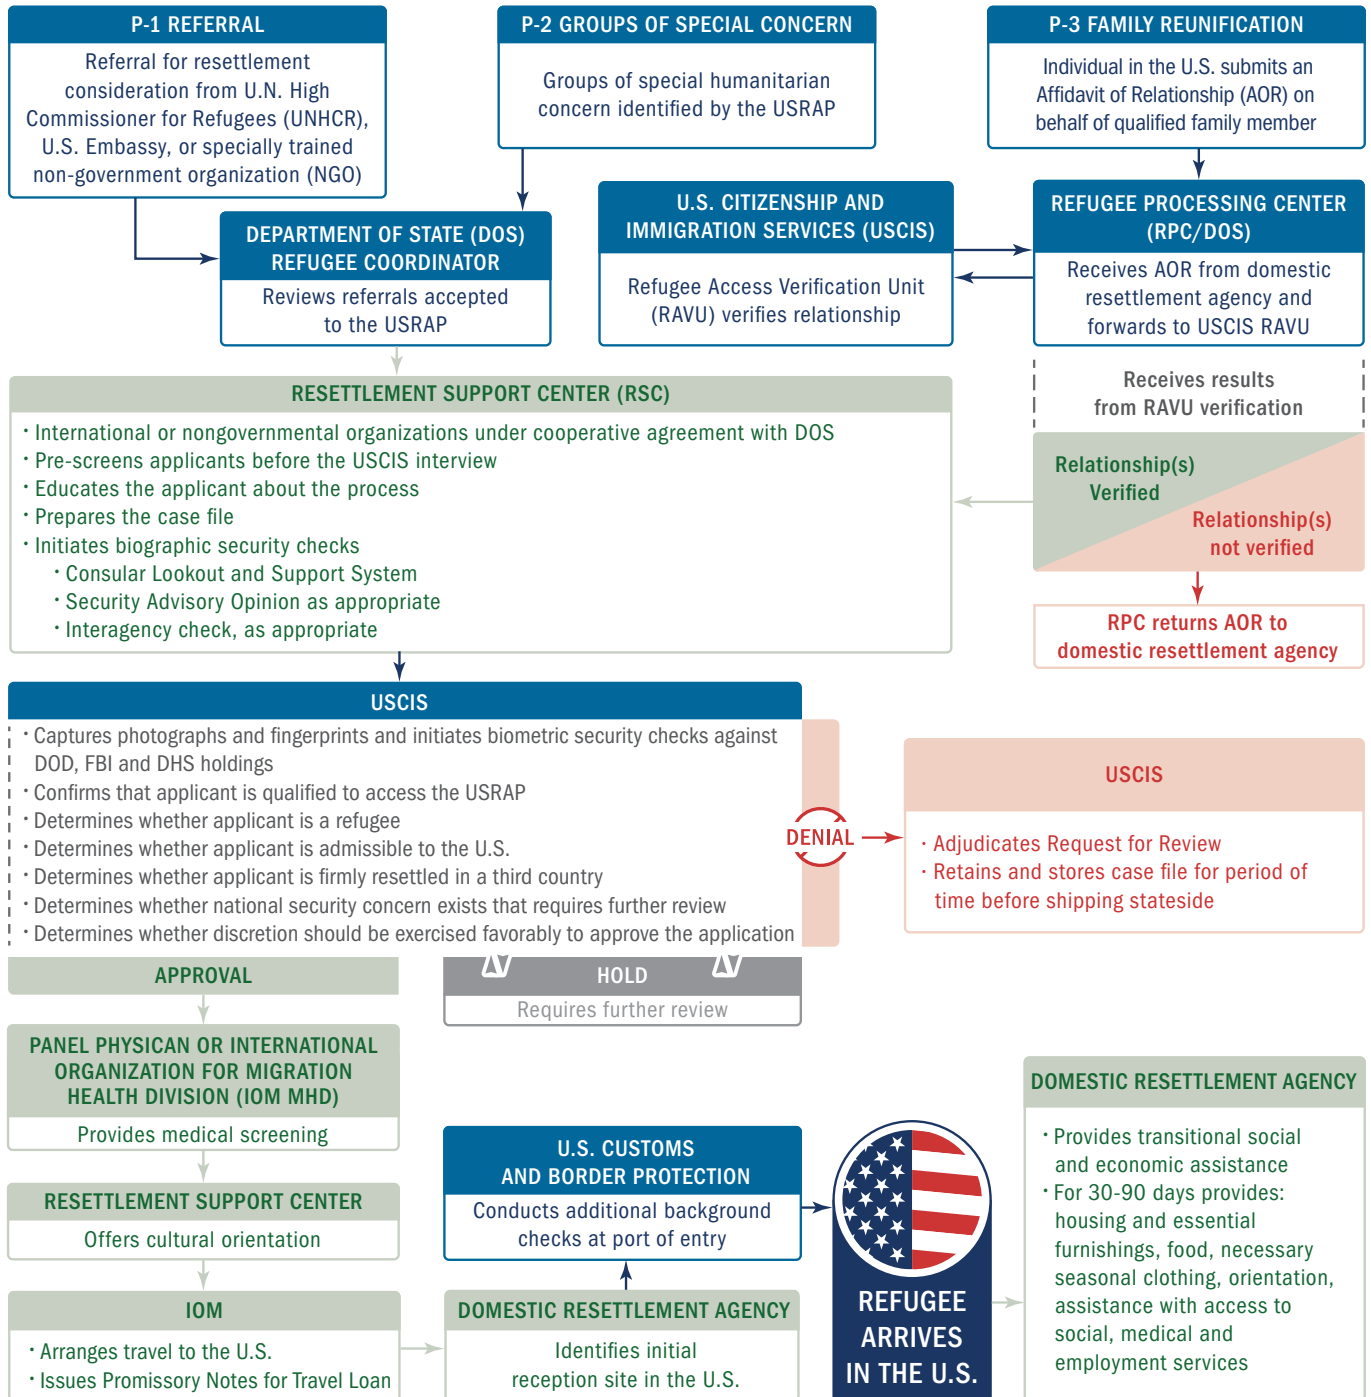 P-1 REFERRAL
Referral for resettlement
consideration from U.N. High
Commissioner for Refugees (UNHCR),
U.S. Embassy, or specially trained
non-government organization (NGO)
P-2 GROUPS OF SPECIAL CONCERN
Groups of special humanitarian
concern identified by the USRAP
P-3 FAMILY REUNIFICATION
Individual in the U.S. submits an
Affidavit of Relationship (AOR) on
behalf of qualified family member
DEPARTMENT OF STATE (DOS)
REFUGEE COORDINATOR
Reviews referrals accepted
to the USRAP
U.S. CITIZENSHIP AND
IMMIGRATION SERVICES (USCIS)
Refugee Access Verification Unit
(RAVU) verifies relationship
REFUGEE PROCESSING CENTER
(RPC/DOS)
Receives AOR from domestic
resettlement agency and
forwards to USCIS RAVU
Receives results
from RAVU verification
Relationship(s)
Verified
Relationship(s)
not verified
RPC returns AOR to
domestic resettlement agency
RESETTLEMENT SUPPORT CENTER (RSC)
· International or nongovernmental organizations under cooperative agreement with DOS
· Pre-screens applicants before the USCIS interview
· Educates the applicant about the process
· Prepares the case file
· Initiates biographic security checks
· Consular Lookout and Support System
· Security Advisory Opinion as appropriate
· Interagency check, as appropriate
USCIS
· Captures photographs and fingerprints and initiates biometric security checks against
DOD, FBI and DHS holdings
· Confirms that applicant is qualified to access the USRAP
· Determines whether applicant is a refugee
· Determines whether applicant is admissible to the U.S.
· Determines whether applicant is firmly resettled in a third country
· Determines whether national security concern exists that requires further review
· Determines whether discretion should be exercised favorably to approve the application
DENIAL
USCIS
· Adjudicates Request for Review
· Retains and stores case file for period of
time before shipping stateside
APPROVAL
HOLD
Requires further review
PANEL PHYSICAN OR INTERNATIONAL
ORGANIZATION FOR MIGRATION
HEALTH DIVISION (IOM MHD)
Provides medical screening
RESETTLEMENT SUPPORT CENTER
Offers cultural orientation
IOM
· Arranges travel to the U.S.
· Issues Promissory Notes for Travel Loan
DOMESTIC RESETTLEMENT AGENCY
Identifies initial
reception site in the U.S.
U.S. CUSTOMS
AND BORDER PROTECTION
Conducts additional background
checks at port of entry
REFUGEE
ARRIVES
IN THE U.S.
DOMESTIC RESETTLEMENT AGENCY
· Provides transitional social
and economic assistance
· For 30-90 days provides:
housing and essential
furnishings, food, necessary
seasonal clothing, orientation,
assistance with access to
social, medical and
employment services